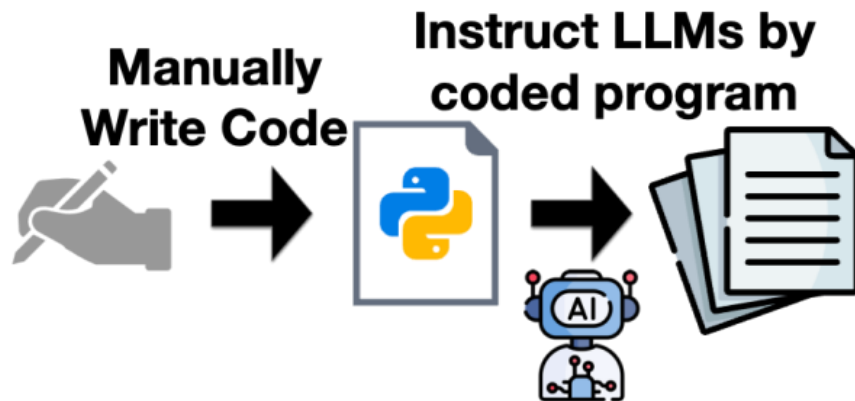 Manually
Write Code
Instruct LLMs by
coded program
AI